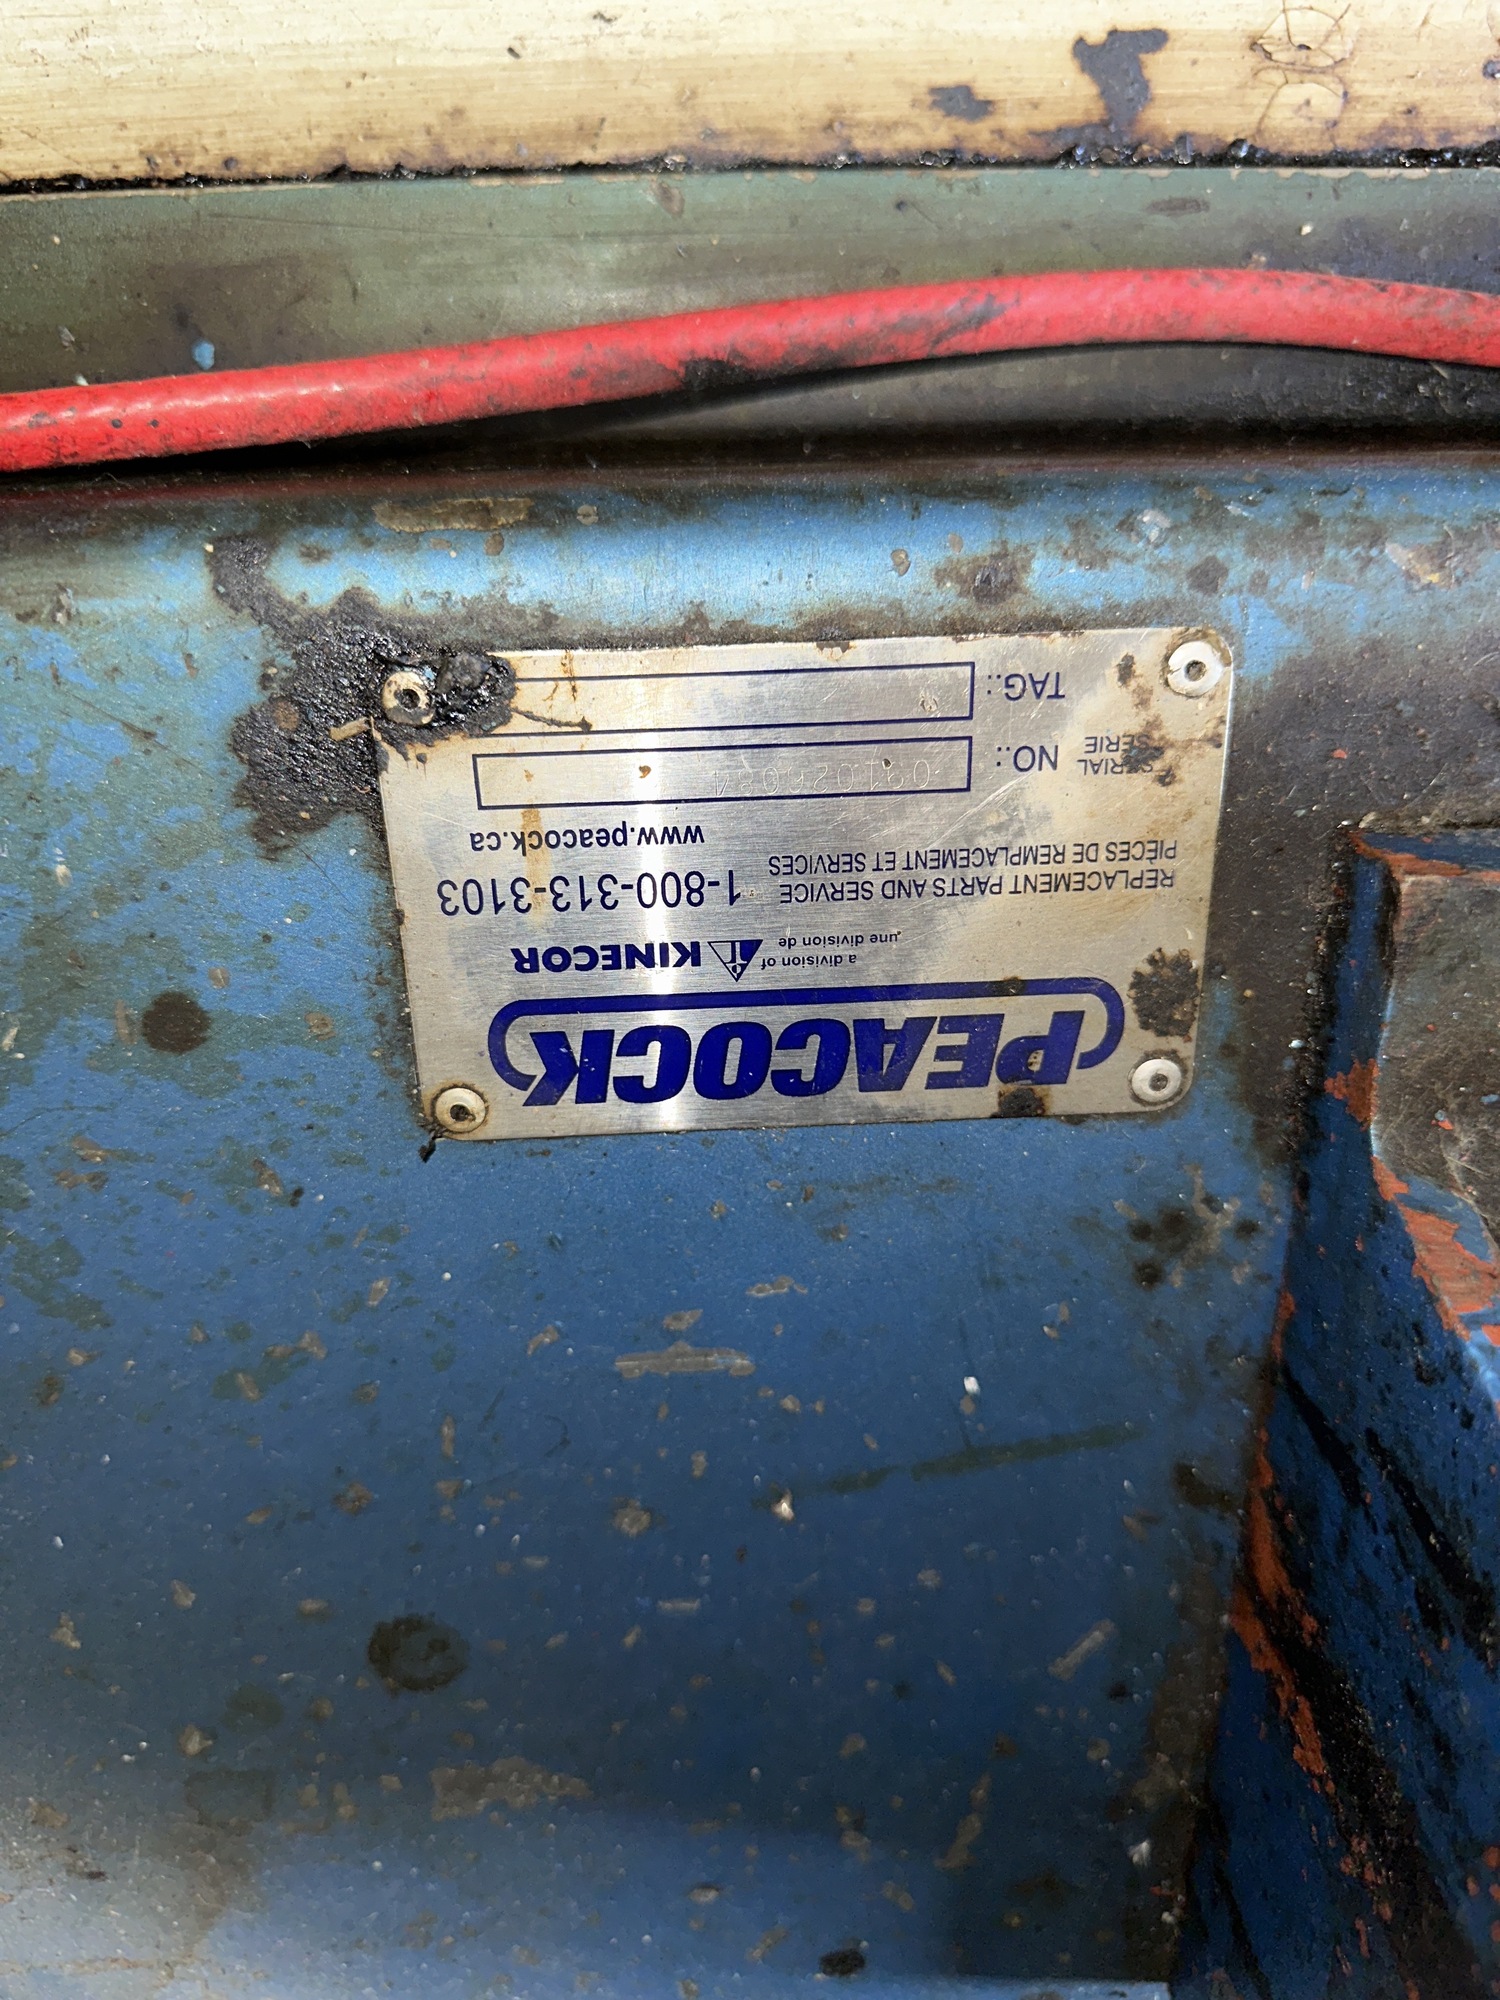 PEACOCK
a division of
une division de
KINECOR
REPLACEMENT PARTS AND SERVICE
PIÈCES DE REMPLACEMENT ET SERVICES
1-800-313-3103
www.peacock.ca
SERIAL NO.:
SERIE
TAG.: